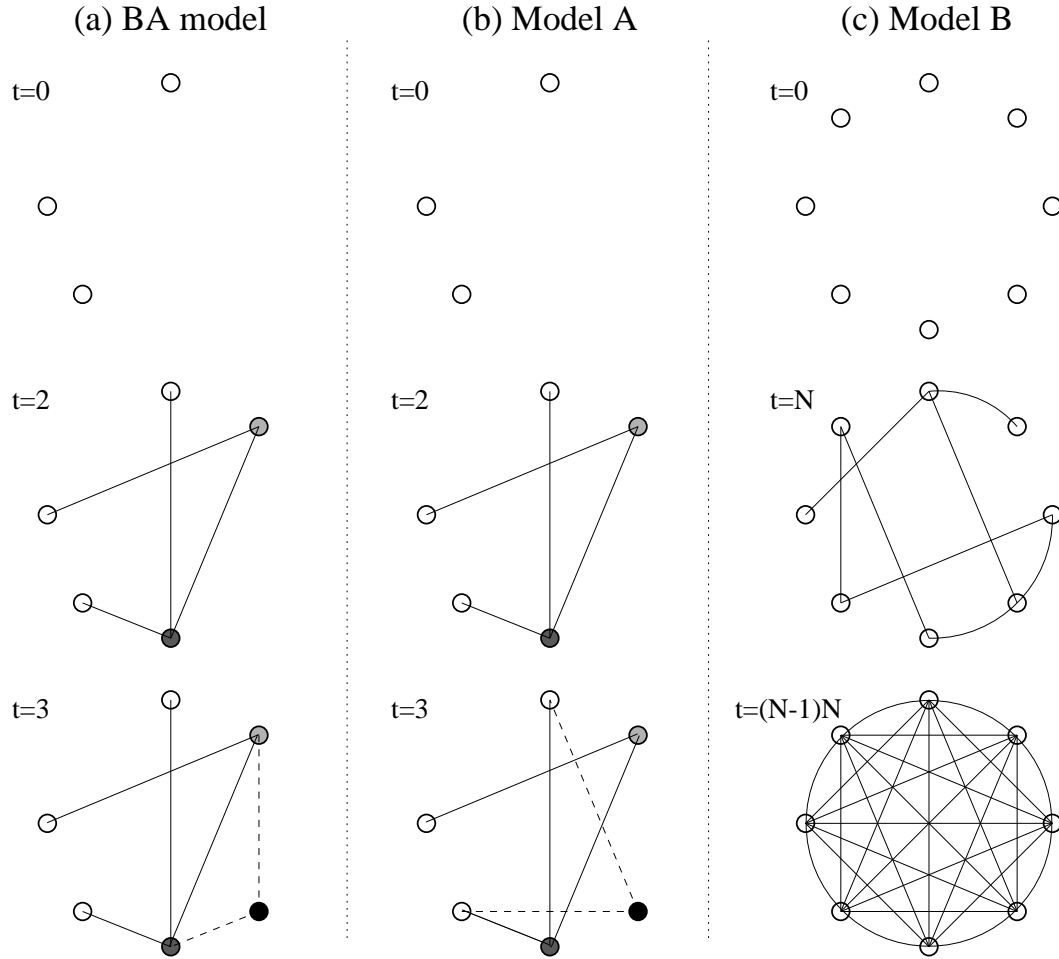 (a) BA model
(b) Model A
(c) Model B
t=0
t=0
t=0
t=2
t=2
t=N
t=3
t=3
t=(N-1)N